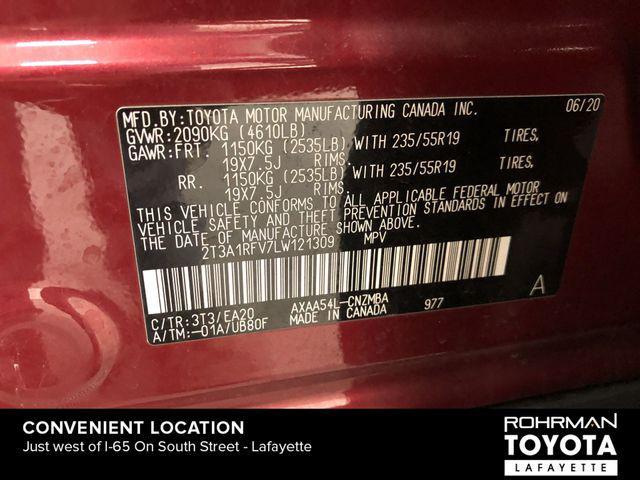 MFD.BY:TOYOTA MOTOR MANUFACTURING CANADA INC. 06/20
GVWR:2090KG (4610LB)
GAWR:FRT. 1150KG (2535LB) WITH 235/55R19 TIRES,
19X7.5J RIMS.
RR. 1150KG (2535LB) WITH 235/55R19 TIRES,
19X7.5J RIMS.
THIS VEHICLE CONFORMS TO ALL APPLICABLE FEDERAL MOTOR
VEHICLE SAFETY AND THEFT PREVENTION STANDARDS IN EFFECT ON
THE DATE OF MANUFACTURE SHOWN ABOVE.
2T3A1RFV7LW121309 MPV
A
C/TR:3T3/EA20 AXAA54L-CNZMBA 977
A/TM:-01A/UB80F MADE IN CANADA
CONVENIENT LOCATION
Just west of I-65 On South Street - Lafayette
ROHRMAN
TOYOTA
LAFAYETTE